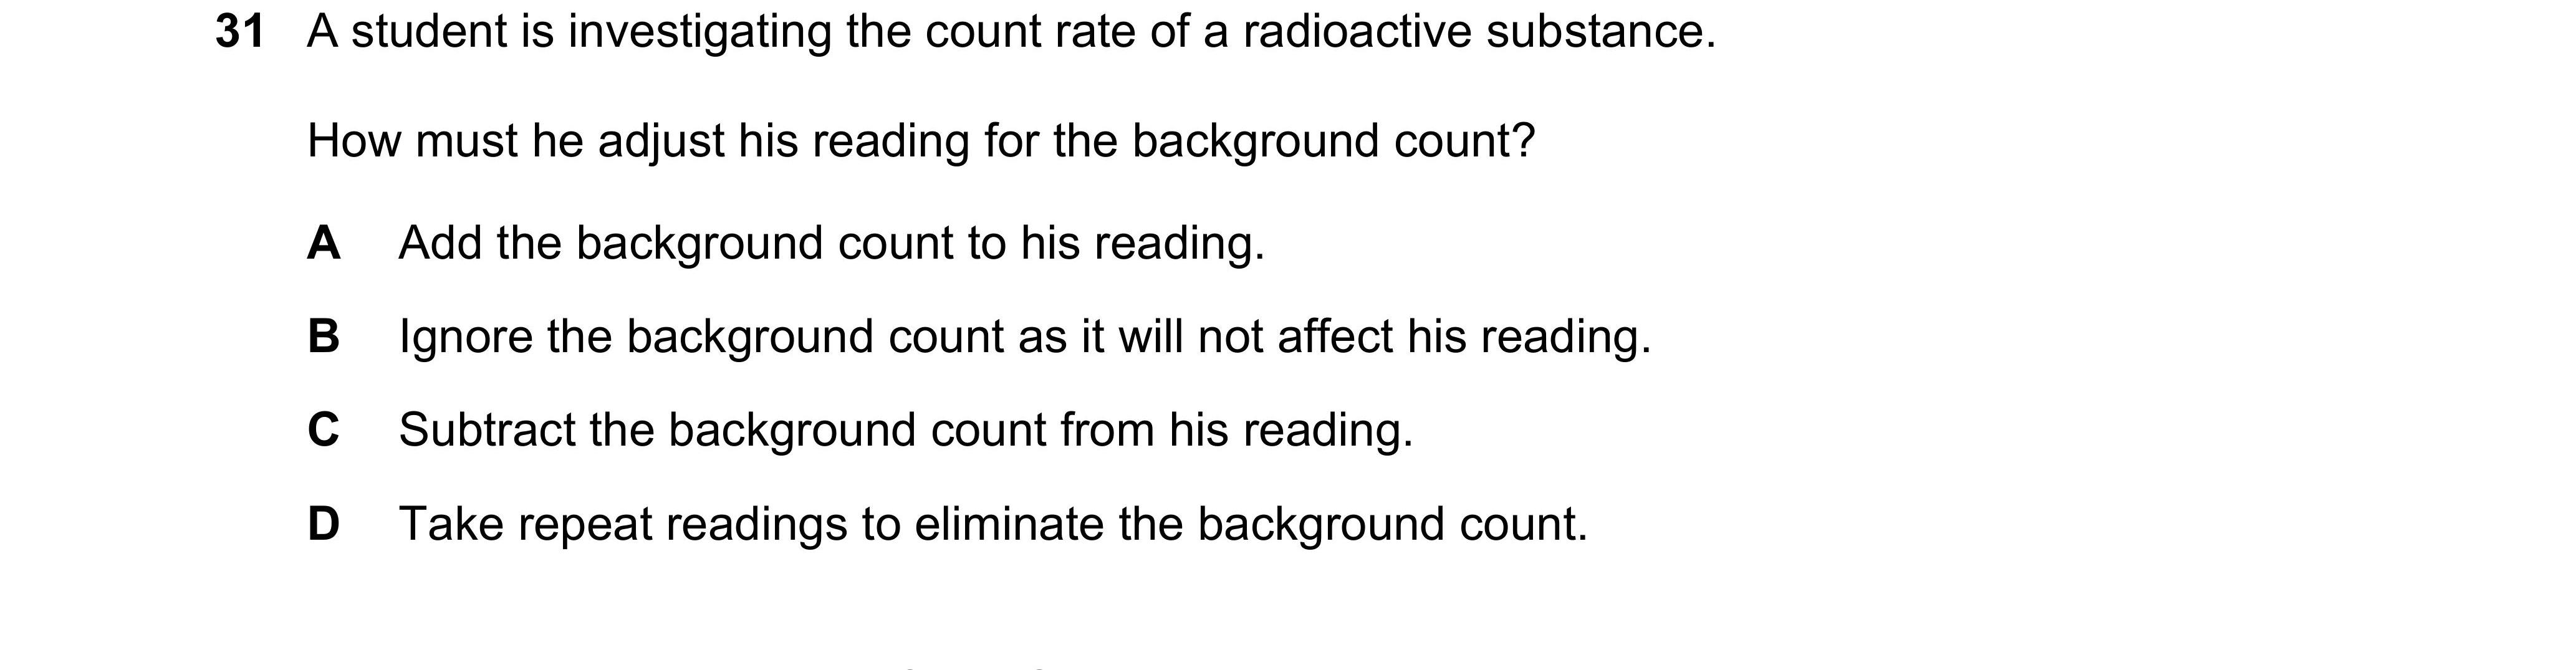 31 A student is investigating the count rate of a radioactive substance.
How must he adjust his reading for the background count?
A Add the background count to his reading.
B Ignore the background count as it will not affect his reading.
C Subtract the background count from his reading.
D Take repeat readings to eliminate the background count.